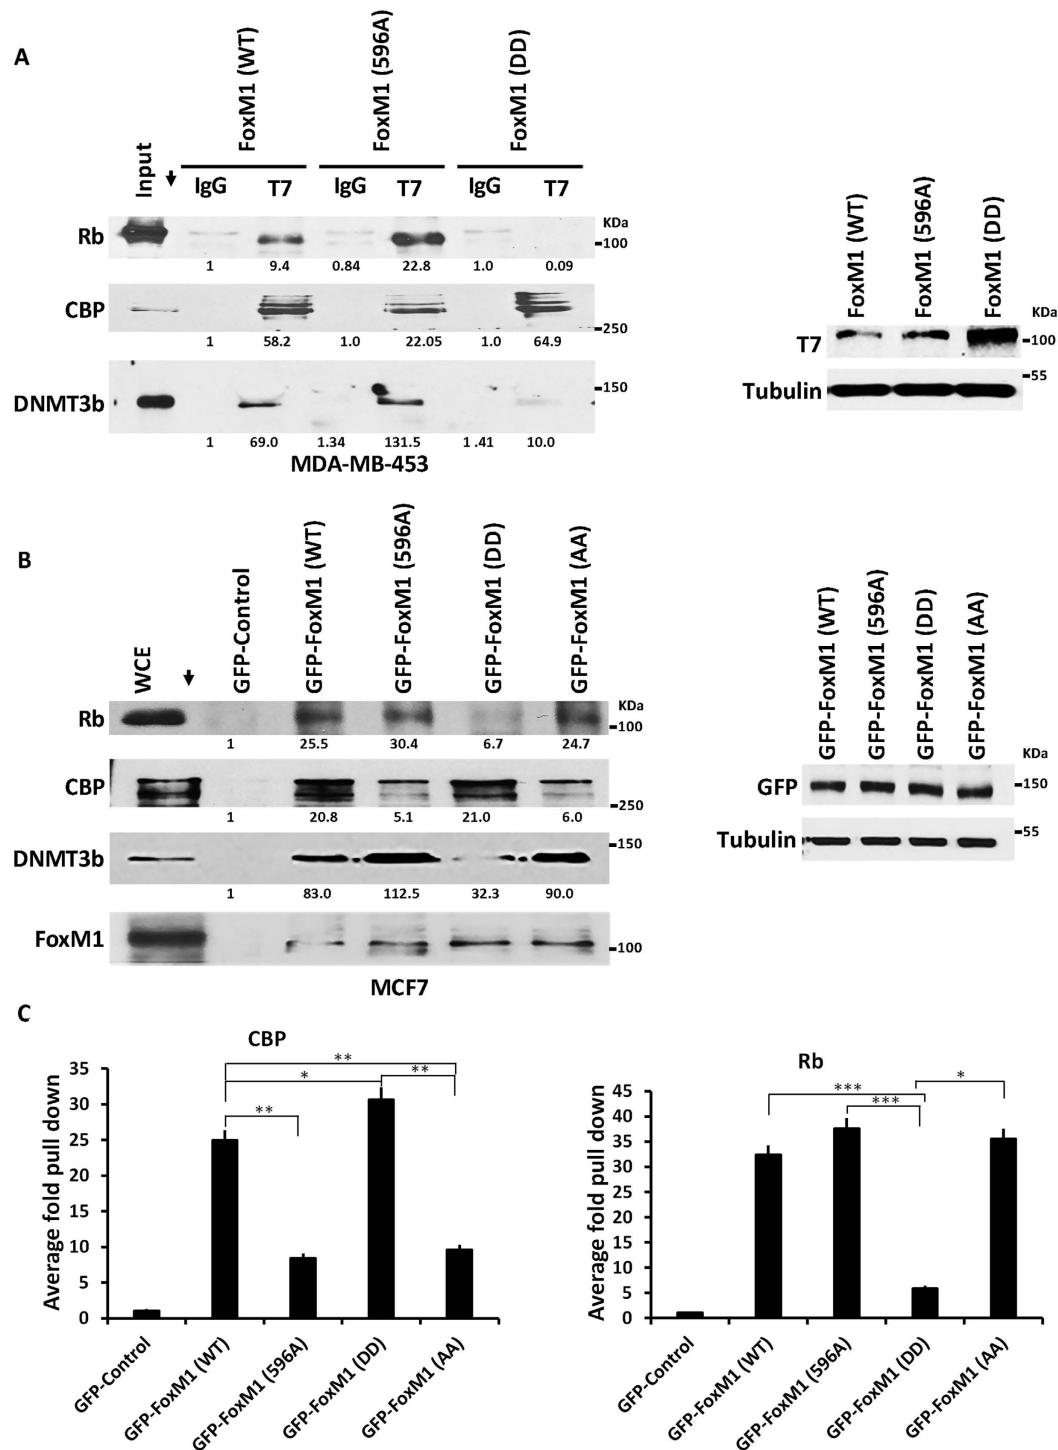 A
Input
FoxM1 (WT)
FoxM1 (596A)
FoxM1 (DD)
IgG T7 IgG T7 IgG T7
KDa
Rb
100
1 9.4 0.84 22.8 1.0 0.09
CBP
250
1 58.2 1.0 22.05 1.0 64.9
DNMT3b
150
1 69.0 1.34 131.5 1 .41 10.0
MDA-MB-453
FoxM1 (WT)
FoxM1 (596A)
FoxM1 (DD)
KDa
T7
100
55
Tubulin
B
WCE
GFP-Control
GFP-FoxM1 (WT)
GFP-FoxM1 (596A)
GFP-FoxM1 (DD)
GFP-FoxM1 (AA)
KDa
Rb
100
1 25.5 30.4 6.7 24.7
CBP
250
1 20.8 5.1 21.0 6.0
DNMT3b
150
1 83.0 112.5 32.3 90.0
FoxM1
100
MCF7
GFP-FoxM1 (WT)
GFP-FoxM1 (596A)
GFP-FoxM1 (DD)
GFP-FoxM1 (AA)
KDa
GFP
150
55
Tubulin
C
CBP
Average fold pull down
35
30
25
20
15
10
5
0
**
*
**
**
GFP-Control
GFP-FoxM1 (WT)
GFP-FoxM1 (596A)
GFP-FoxM1 (DD)
GFP-FoxM1 (AA)
Rb
Average fold pull down
45
40
35
30
25
20
15
10
5
0
***
***
*
GFP-Control
GFP-FoxM1 (WT)
GFP-FoxM1 (596A)
GFP-FoxM1 (DD)
GFP-FoxM1 (AA)